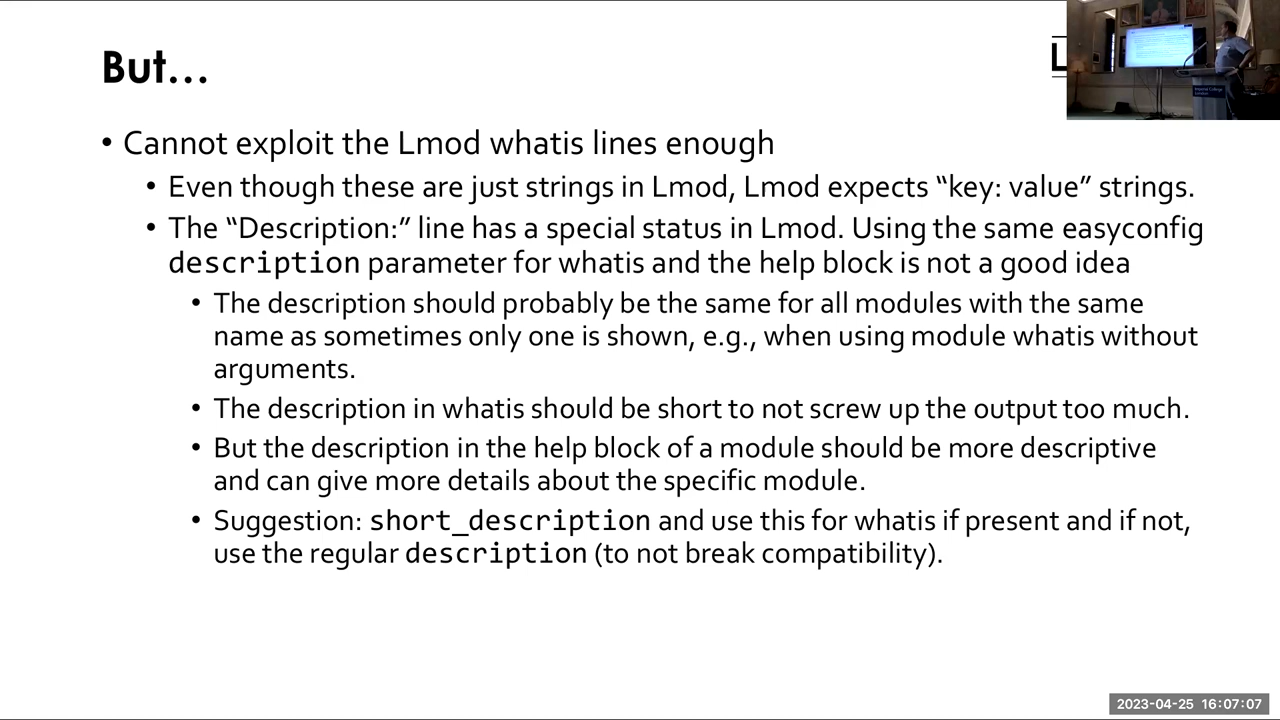 But...
• Cannot exploit the Lmod whatis lines enough
• Even though these are just strings in Lmod, Lmod expects “key: value” strings.
• The “Description:” line has a special status in Lmod. Using the same easyconfig
description parameter for whatis and the help block is not a good idea
• The description should probably be the same for all modules with the same
name as sometimes only one is shown, e.g., when using module whatis without
arguments.
• The description in whatis should be short to not screw up the output too much.
• But the description in the help block of a module should be more descriptive
and can give more details about the specific module.
• Suggestion: short_description and use this for whatis if present and if not,
use the regular description (to not break compatibility).
Imperial College
London
2023-04-25 16:07:07